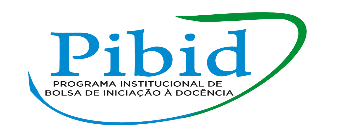 Pibid
PROGRAMA INSTITUCIONAL DE
BOLSA DE INICIAÇÃO À DOCÊNCIA